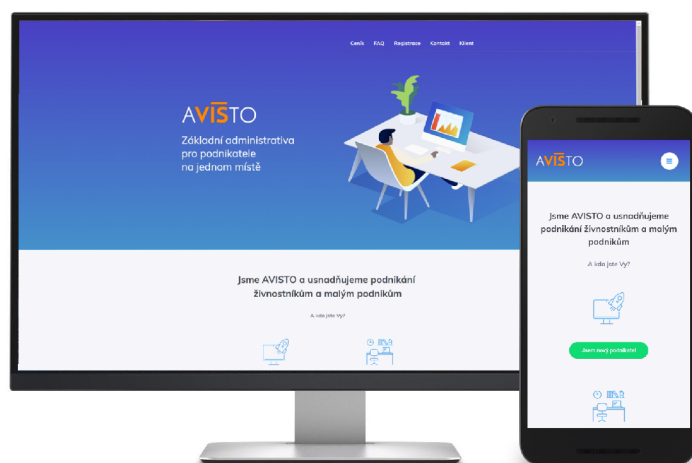 Ceník FAQ Registrace Kontakt Klient
AVISTO
Základní administrativa
pro podnikatele
na jednom místě
Jsme AVISTO a usnadňujeme podnikání
živnostníkům a malým podnikům
A kdo jste Vy?
AVISTO
Jsme AVISTO a usnadňujeme
podnikání živnostníkům a malým
podnikům
A kdo jste Vy?
Jsem nový podnikatel